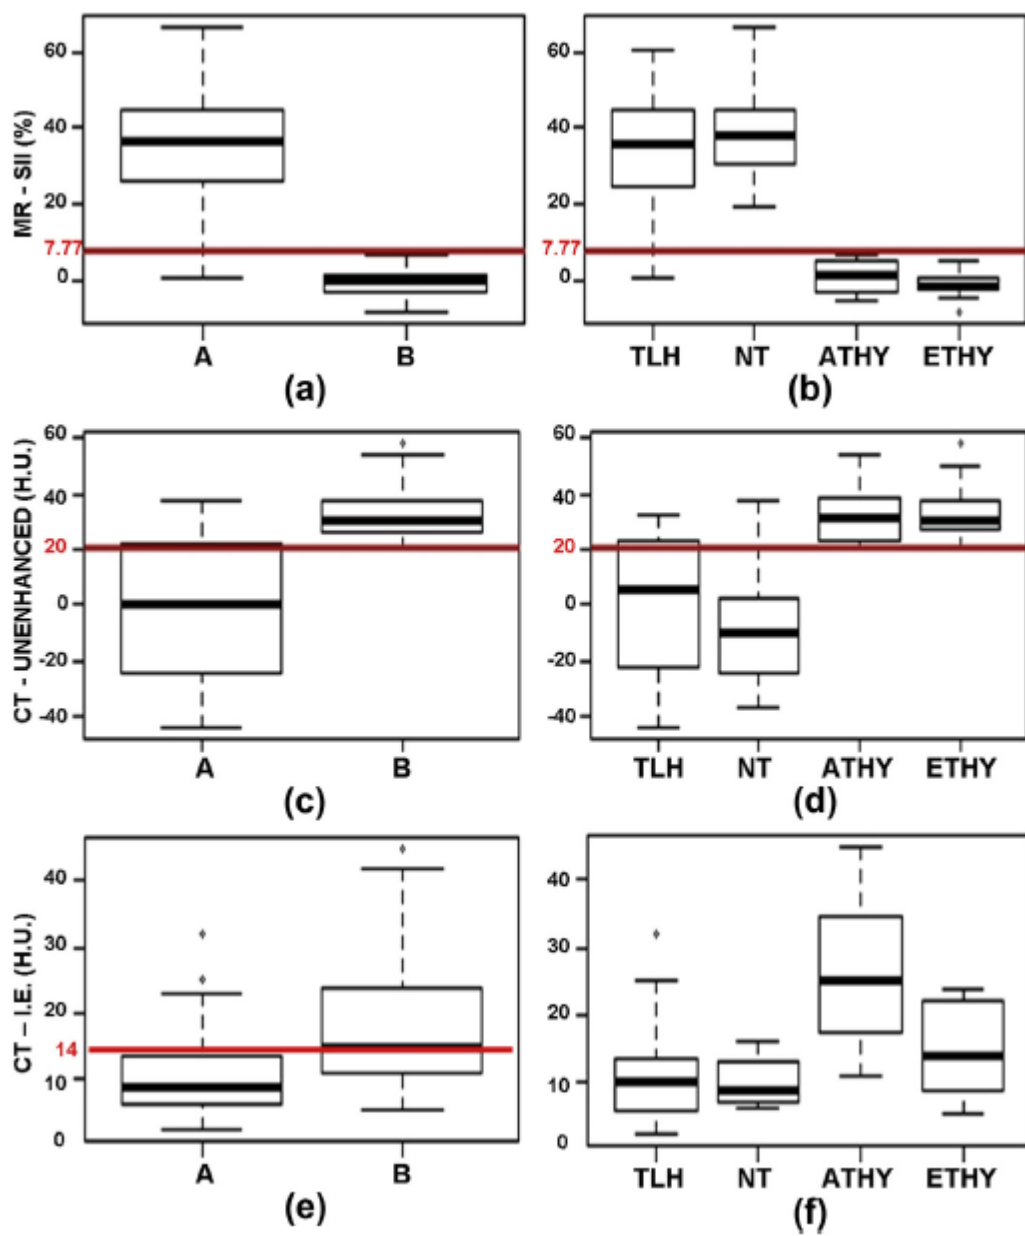 MR - SII (%)
60
40
20
7.77
0
A
B
(a)
60
40
20
7.77
0
TLH
NT
ATHY
ETHY
(b)
CT - UNENHANCED (H.U.)
60
40
20
0
-20
-40
A
B
(c)
60
40
20
0
-20
-40
TLH
NT
ATHY
ETHY
(d)
CT – I.E. (H.U.)
40
30
20
14
10
0
A
B
(e)
40
30
20
10
0
TLH
NT
ATHY
ETHY
(f)